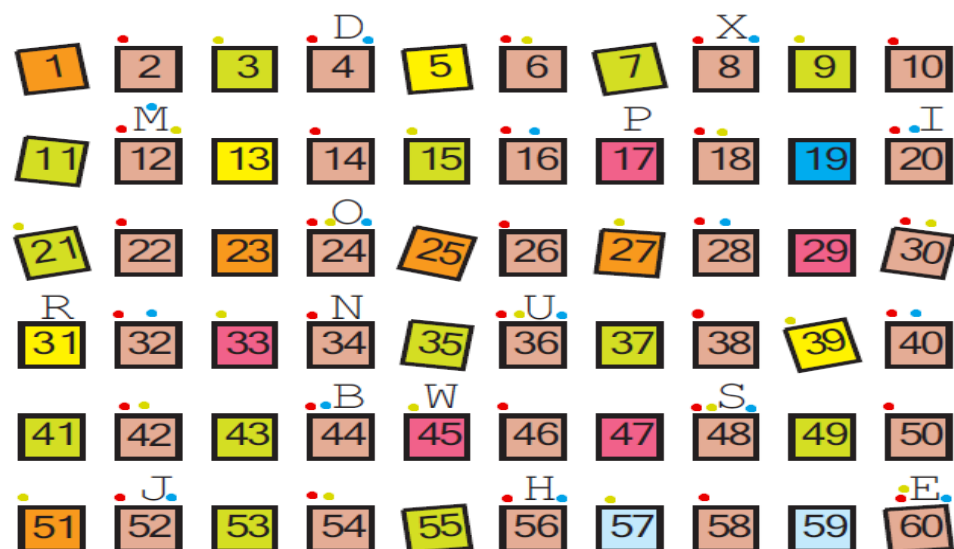 D X
1 2 3 4 5 6 7 8 9 10
M P I
11 12 13 14 15 16 17 18 19 20
O
21 22 23 24 25 26 27 28 29 30
R N U
31 32 33 34 35 36 37 38 39 40
B W S
41 42 43 44 45 46 47 48 49 50
J H E
51 52 53 54 55 56 57 58 59 60